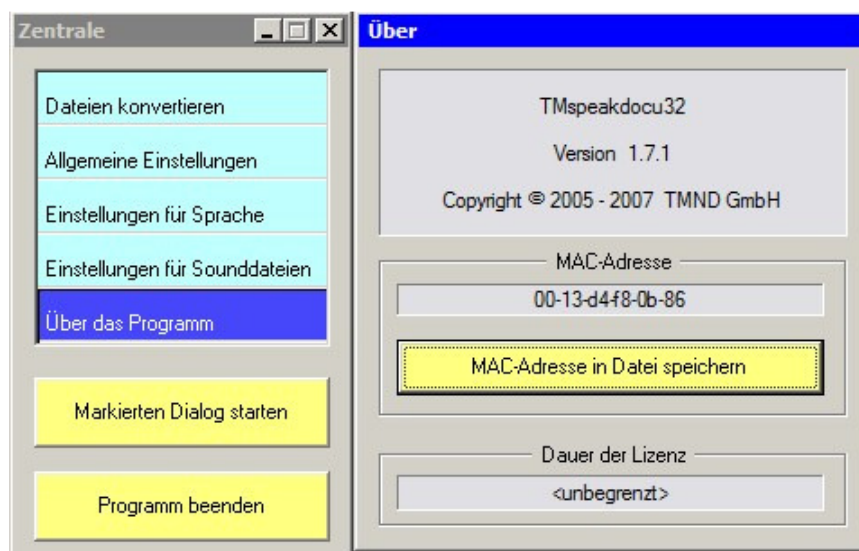 Zentrale
Dateien konvertieren
Allgemeine Einstellungen
Einstellungen für Sprache
Einstellungen für Sounddateien
Über das Programm
Markierten Dialog starten
Programm beenden
Über
TMspeakdocu32
Version 1.7.1
Copyright © 2005 - 2007 TMND GmbH
MAC-Adresse
00-13-d4-f8-0b-86
MAC-Adresse in Datei speichern
Dauer der Lizenz
<unbegrenzt>